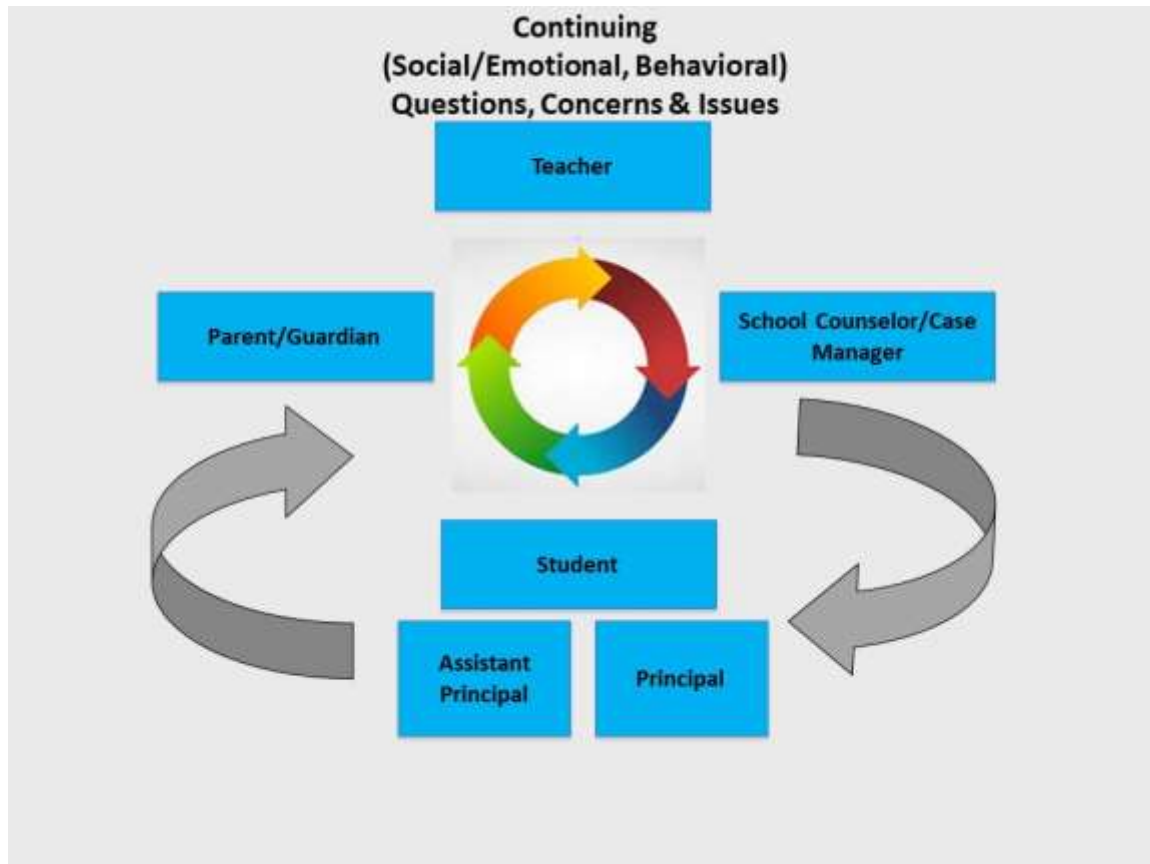 Continuing
(Social/Emotional, Behavioral)
Questions, Concerns & Issues
Teacher
Parent/Guardian
School Counselor/Case
Manager
Student
Assistant
Principal
Principal